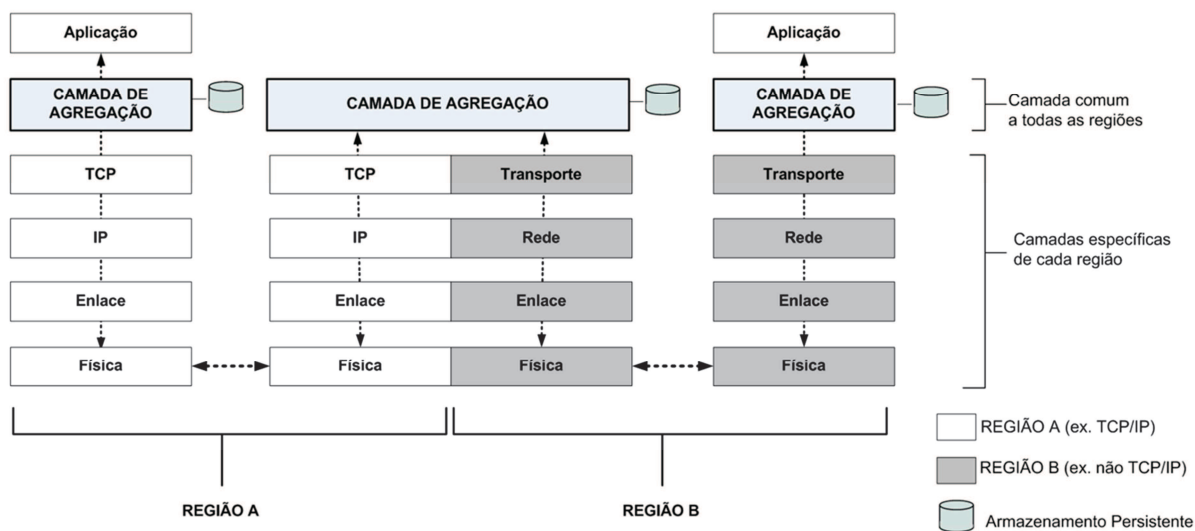 Aplicação
Aplicação
CAMADA DE
AGREGAÇÃO
CAMADA DE AGREGAÇÃO
CAMADA DE
AGREGAÇÃO
Camada comum
a todas as regiões
TCP
TCP
Transporte
Transporte
IP
IP
Rede
Rede
Camadas específicas
de cada região
Enlace
Enlace
Enlace
Enlace
Física
Física
Física
Física
REGIÃO A (ex. TCP/IP)
REGIÃO B (ex. não TCP/IP)
REGIÃO A
REGIÃO B
Armazenamento Persistente